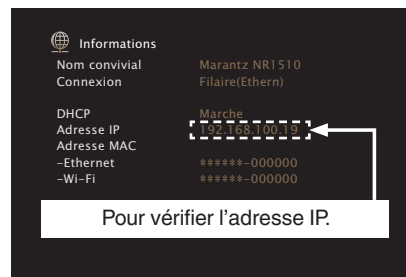 Informations
Nom convivial Marantz NR1510
Connexion Filaire(Ethern)
DHCP Marche
Adresse IP 192.168.100.19
Adresse MAC
-Ethernet ******-000000
-Wi-Fi ******-000000
Pour vérifier l’adresse IP.